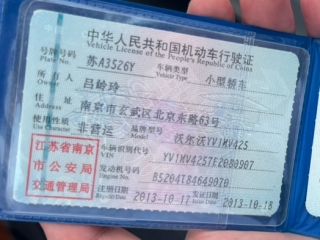 中华人民共和国机动车行驶证
Vehicle License of the People's Republic of China
号牌号码 苏A3526Y 车辆类型 小型轿车
Plate No. Vehicle Type
所有人 吕岭玲
Owner
住址 南京市玄武区北京东路63号
Address
使用性质 非营运 品牌型号 沃尔沃YV1MV425
Use Character Model
江苏省南京市公安局交通管理局
车辆识别代号 YV1MV4257F2080907
VIN
发动机号码 B5204T84649070
Engine No.
注册日期 2013-10-17 发证日期 2013-10-18
Register Date Issue Date